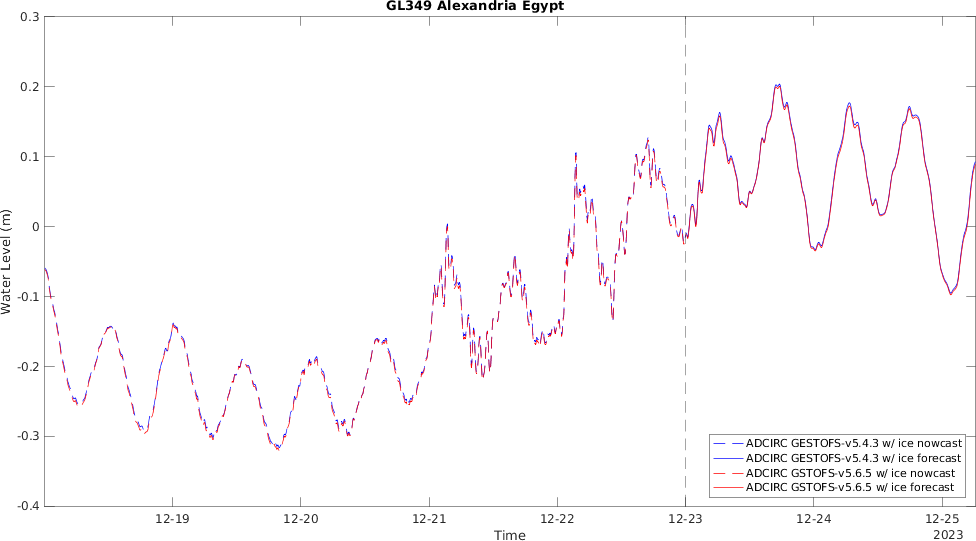 GL349 Alexandria Egypt
0.3
0.2
0.1
0
-0.1
-0.2
-0.3
-0.4
Water Level (m)
ADCIRC GESTOFS-v5.4.3 w/ ice nowcast
ADCIRC GESTOFS-v5.4.3 w/ ice forecast
ADCIRC GSTOFS-v5.6.5 w/ ice nowcast
ADCIRC GSTOFS-v5.6.5 w/ ice forecast
12-19 12-20 12-21 12-22 12-23 12-24 12-25
Time 2023